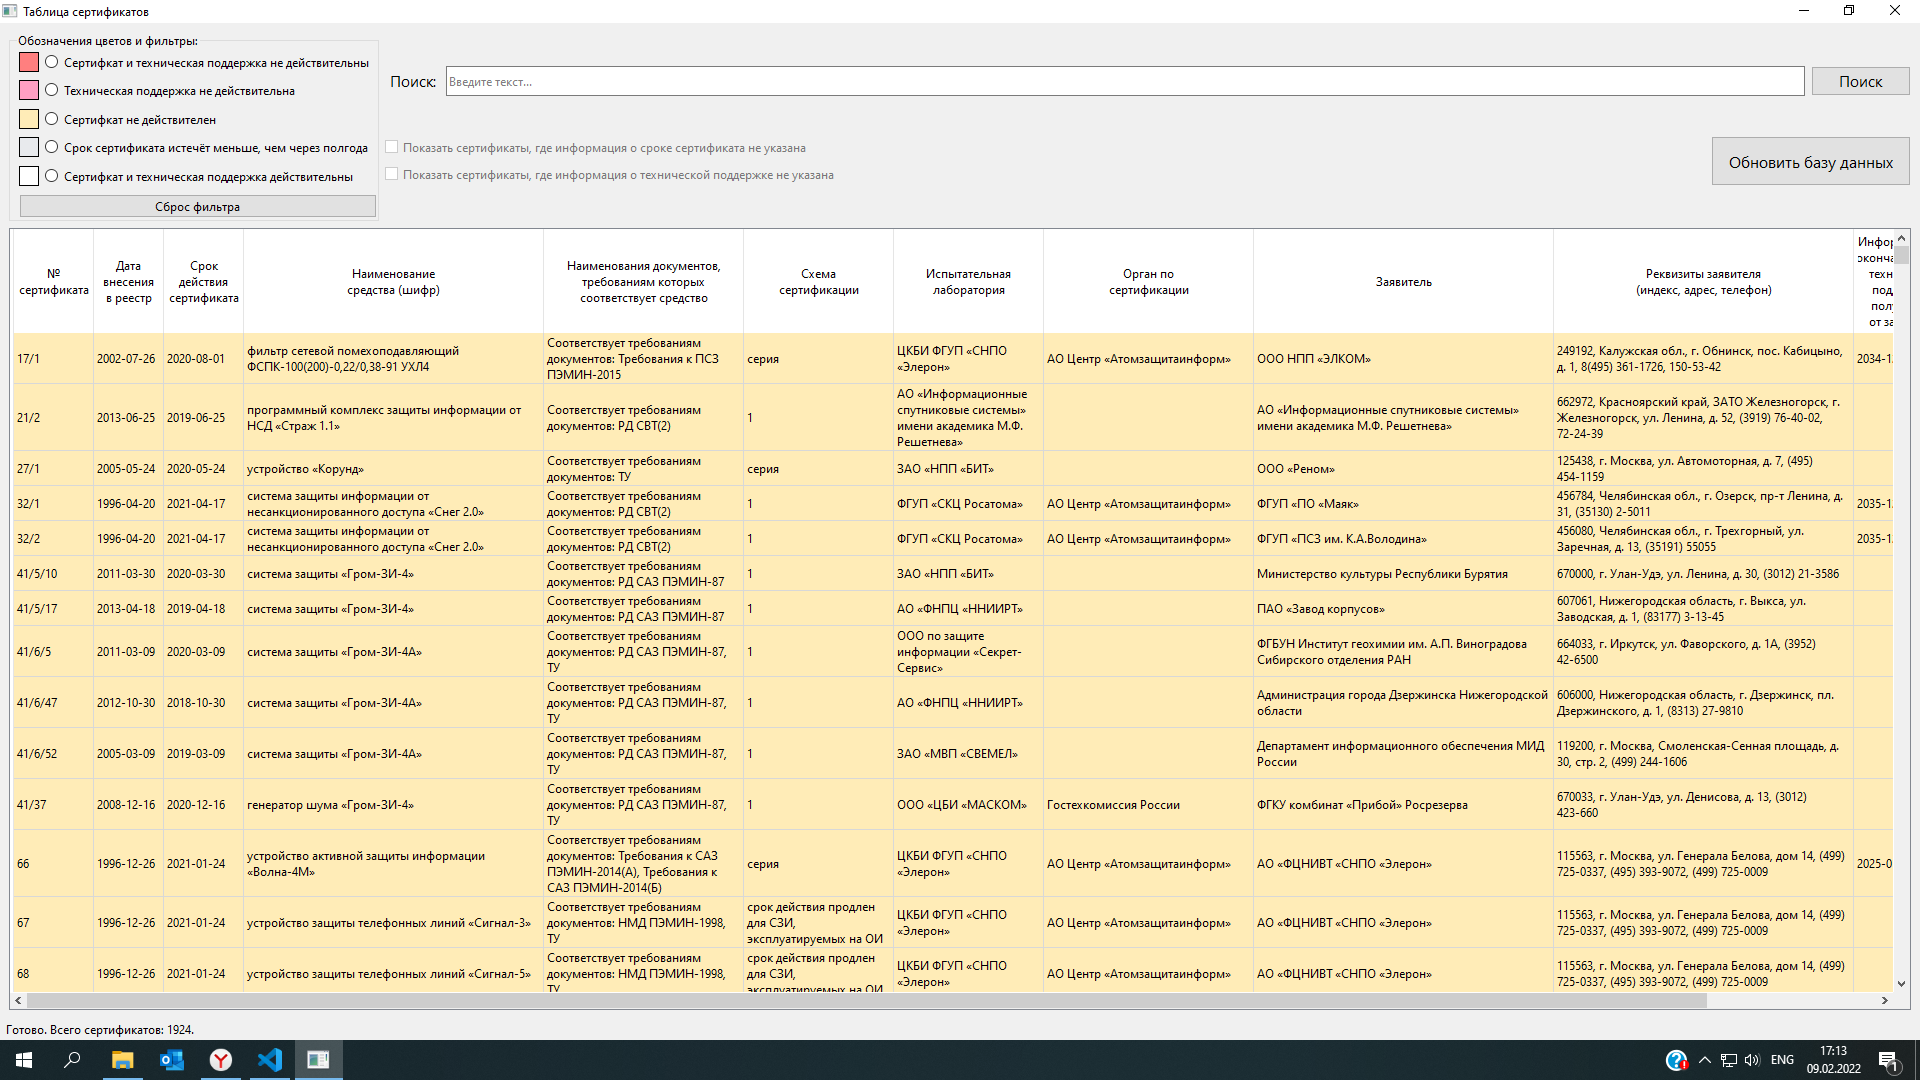 Таблица сертификатов
Обозначения цветов и фильтры:
Сертифкат и техническая поддержка не действительны
Техническая поддержка не действительна
Сертифкат не действителен
Срок сертификата истечёт меньше, чем через полгода
Сертифкат и техническая поддержка действительны
Сброс фильтра
Поиск:
Введите текст...
Поиск
Показать сертификаты, где информация о сроке сертификата не указана
Показать сертификаты, где информация о технической поддержке не указана
Обновить базу данных
№
сертификата
Дата
внесения
в реестр
Срок
действия
сертификата
Наименование
средства (шифр)
Наименования документов,
требованиям которых
соответствует средство
Схема
сертификации
Испытательная
лаборатория
Орган по
сертификации
Заявитель
Реквизиты заявителя
(индекс, адрес, телефон)
17/1
2002-07-26
2020-08-01
фильтр сетевой помехоподавляющий
ФСПК-100(200)-0,22/0,38-91 УХЛ4
Соответствует требованиям
документов: Требования к ПСЗ
ПЭМИН-2015
серия
ЦКБИ ФГУП «СНПО
«Элерон»
АО Центр «Атомзащитаинформ»
ООО НПП «ЭЛКОМ»
249192, Калужская обл., г. Обнинск, пос. Кабицыно,
д. 1, 8(495) 361-1726, 150-53-42
2034-1
21/2
2013-06-25
2019-06-25
программный комплекс защиты информации от
НСД «Страж 1.1»
Соответствует требованиям
документов: РД СВТ(2)
1
АО «Информационные
спутниковые системы»
имени академика М.Ф.
Решетнева»
АО «Информационные спутниковые системы»
имени академика М.Ф. Решетнева»
662972, Красноярский край, ЗАТО Железногорск, г.
Железногорск, ул. Ленина, д. 52, (3919) 76-40-02,
72-24-39
27/1
2005-05-24
2020-05-24
устройство «Корунд»
Соответствует требованиям
документов: ТУ
серия
ЗАО «НПП «БИТ»
ООО «Реном»
125438, г. Москва, ул. Автомоторная, д. 7, (495)
454-1159
32/1
1996-04-20
2021-04-17
система защиты информации от
несанкционированного доступа «Снег 2.0»
Соответствует требованиям
документов: РД СВТ(2)
1
ФГУП «СКЦ Росатома»
АО Центр «Атомзащитаинформ»
ФГУП «ПО «Маяк»
456784, Челябинская обл., г. Озерск, пр-т Ленина, д.
31, (35130) 2-5011
2035-1
32/2
1996-04-20
2021-04-17
система защиты информации от
несанкционированного доступа «Снег 2.0»
Соответствует требованиям
документов: РД СВТ(2)
1
ФГУП «СКЦ Росатома»
АО Центр «Атомзащитаинформ»
ФГУП «ПСЗ им. К.А.Володина»
456080, Челябинская обл., г. Трехгорный, ул.
Заречная, д. 13, (35191) 55055
2035-1
41/5/10
2011-03-30
2020-03-30
система защиты «Гром-ЗИ-4»
Соответствует требованиям
документов: РД САЗ ПЭМИН-87
1
ЗАО «НПП «БИТ»
Министерство культуры Республики Бурятия
670000, г. Улан-Удэ, ул. Ленина, д. 30, (3012) 21-3586
41/5/17
2013-04-18
2019-04-18
система защиты «Гром-ЗИ-4»
Соответствует требованиям
документов: РД САЗ ПЭМИН-87
1
АО «ФНПЦ «ННИИРТ»
ПАО «Завод корпусов»
607061, Нижегородская область, г. Выкса, ул.
Заводская, д. 1, (83177) 3-13-45
41/6/5
2011-03-09
2020-03-09
система защиты «Гром-ЗИ-4А»
Соответствует требованиям
документов: РД САЗ ПЭМИН-87,
ТУ
1
ООО по защите
информации «Секрет-
Сервис»
ФГБУН Институт геохимии им. А.П. Виноградова
Сибирского отделения РАН
664033, г. Иркутск, ул. Фаворского, д. 1А, (3952)
42-6500
41/6/47
2012-10-30
2018-10-30
система защиты «Гром-ЗИ-4А»
Соответствует требованиям
документов: РД САЗ ПЭМИН-87,
ТУ
1
АО «ФНПЦ «ННИИРТ»
Администрация города Дзержинска Нижегородской
области
606000, Нижегородская область, г. Дзержинск, пл.
Дзержинского, д. 1, (8313) 27-9810
41/6/52
2005-03-09
2019-03-09
система защиты «Гром-ЗИ-4А»
Соответствует требованиям
документов: РД САЗ ПЭМИН-87,
ТУ
1
ЗАО «МВП «СВЕМЕЛ»
Департамент информационного обеспечения МИД
России
119200, г. Москва, Смоленская-Сенная площадь, д.
30, стр. 2, (499) 244-1606
41/37
2008-12-16
2020-12-16
генератор шума «Гром-ЗИ-4»
Соответствует требованиям
документов: РД САЗ ПЭМИН-87,
ТУ
1
ООО «ЦБИ «МАСКОМ»
Гостехкомиссия России
ФГКУ комбинат «Прибой» Росрезерва
670033, г. Улан-Удэ, ул. Денисова, д. 13, (3012)
423-660
66
1996-12-26
2021-01-24
устройство активной защиты информации
«Волна-4М»
Соответствует требованиям
документов: Требования к САЗ
ПЭМИН-2014(А), Требования к
САЗ ПЭМИН-2014(Б)
серия
ЦКБИ ФГУП «СНПО
«Элерон»
АО Центр «Атомзащитаинформ»
АО «ФЦНИВТ «СНПО «Элерон»
115563, г. Москва, ул. Генерала Белова, дом 14, (499)
725-0337, (495) 393-9072, (499) 725-0009
2025-0
67
1996-12-26
2021-01-24
устройство защиты телефонных линий «Сигнал-3»
Соответствует требованиям
документов: НМД ПЭМИН-1998,
ТУ
срок действия продлен
для СЗИ,
эксплуатируемых на ОИ
ЦКБИ ФГУП «СНПО
«Элерон»
АО Центр «Атомзащитаинформ»
АО «ФЦНИВТ «СНПО «Элерон»
115563, г. Москва, ул. Генерала Белова, дом 14, (499)
725-0337, (495) 393-9072, (499) 725-0009
68
1996-12-26
2021-01-24
устройство защиты телефонных линий «Сигнал-5»
Соответствует требованиям
документов: НМД ПЭМИН-1998,
ТУ
срок действия продлен
для СЗИ,
эксплуатируемых на ОИ
ЦКБИ ФГУП «СНПО
«Элерон»
АО Центр «Атомзащитаинформ»
АО «ФЦНИВТ «СНПО «Элерон»
115563, г. Москва, ул. Генерала Белова, дом 14, (499)
725-0337, (495) 393-9072, (499) 725-0009
Готово. Всего сертификатов: 1924.
ENG
17:13
09.02.2022
1